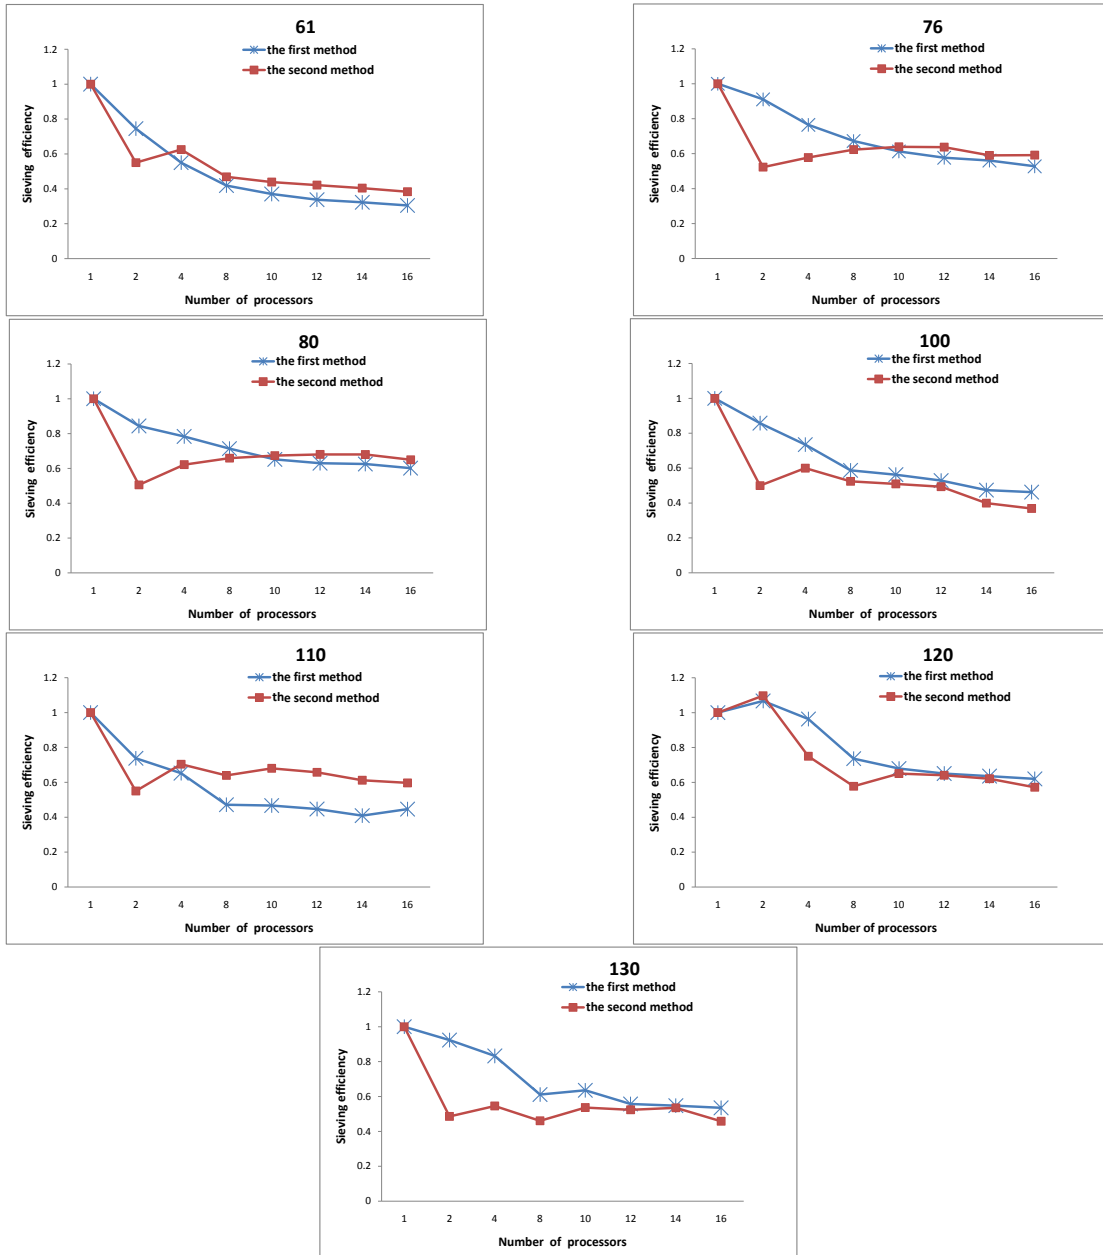 61
the first method
the second method
1.2
1
0.8
0.6
0.4
0.2
0
Sieving efficiency
1 2 4 8 10 12 14 16
Number of processors
76
the first method
the second method
1.2
1
0.8
0.6
0.4
0.2
0
Sieving efficiency
1 2 4 8 10 12 14 16
Number of processors
80
the first method
the second method
1.2
1
0.8
0.6
0.4
0.2
0
Sieving efficiency
1 2 4 8 10 12 14 16
Number of processors
100
the first method
the second method
1.2
1
0.8
0.6
0.4
0.2
0
Sieving efficiency
1 2 4 8 10 12 14 16
Number of processors
110
the first method
the second method
1.2
1
0.8
0.6
0.4
0.2
0
Sieving efficiency
1 2 4 8 10 12 14 16
Number of processors
120
the first method
the second method
1.2
1
0.8
0.6
0.4
0.2
0
Sieving efficiency
1 2 4 8 10 12 14 16
Number of processors
130
the first method
the second method
1.2
1
0.8
0.6
0.4
0.2
0
Sieving efficiency
1 2 4 8 10 12 14 16
Number of processors